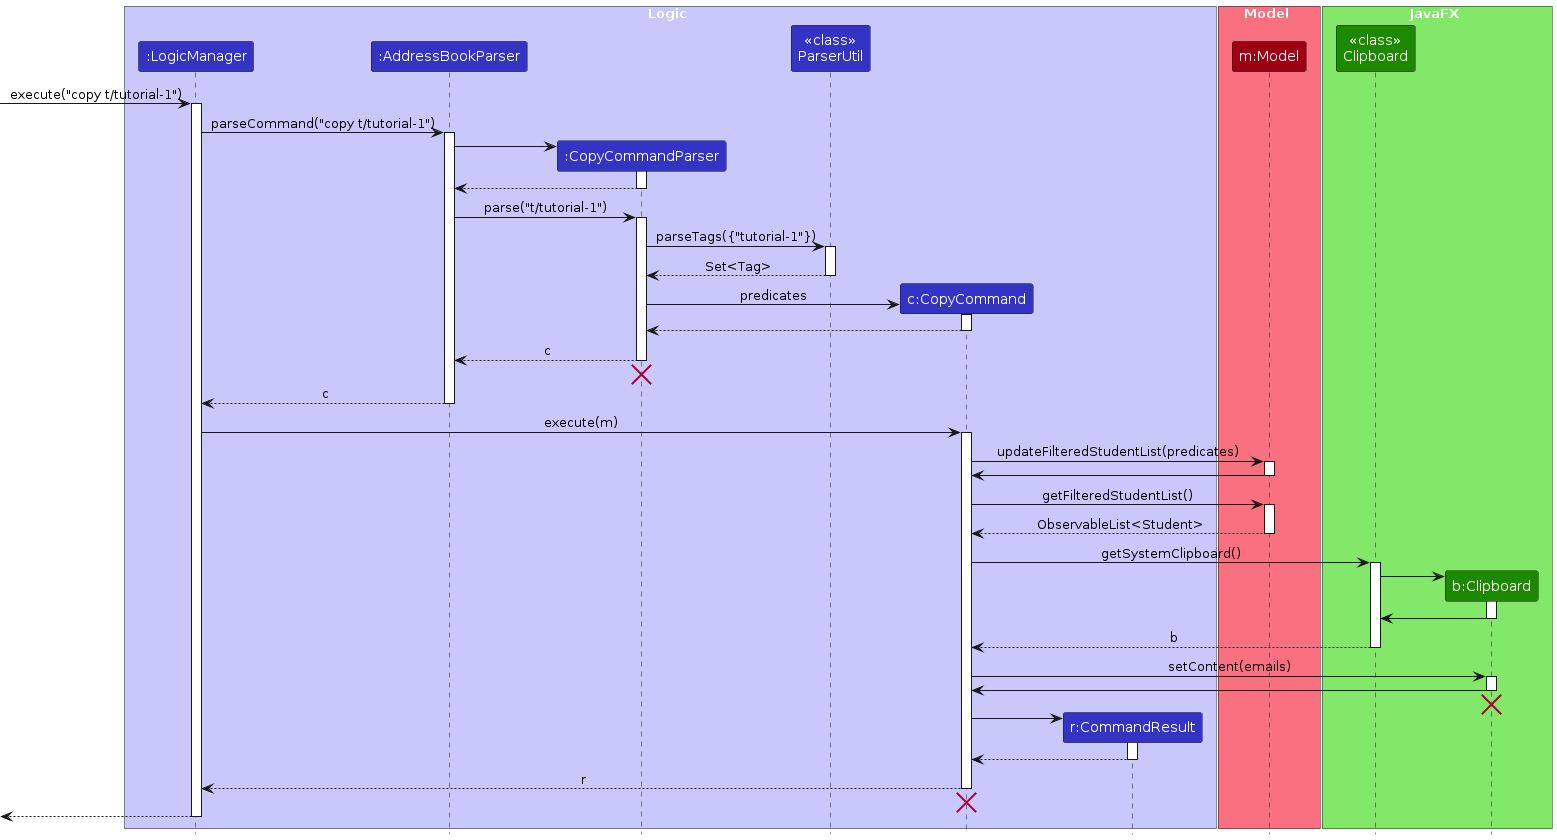 Logic
Model
JavaFX
:LogicManager
:AddressBookParser
«class»
ParserUtil
m:Model
«class»
Clipboard
execute("copy t/tutorial-1")
parseCommand("copy t/tutorial-1")
:CopyCommandParser
parse("t/tutorial-1")
parseTags({"tutorial-1"})
Set<Tag>
predicates
c:CopyCommand
c
c
execute(m)
updateFilteredStudentList(predicates)
getFilteredStudentList()
ObservableList<Student>
getSystemClipboard()
b:Clipboard
b
setContent(emails)
r:CommandResult
r